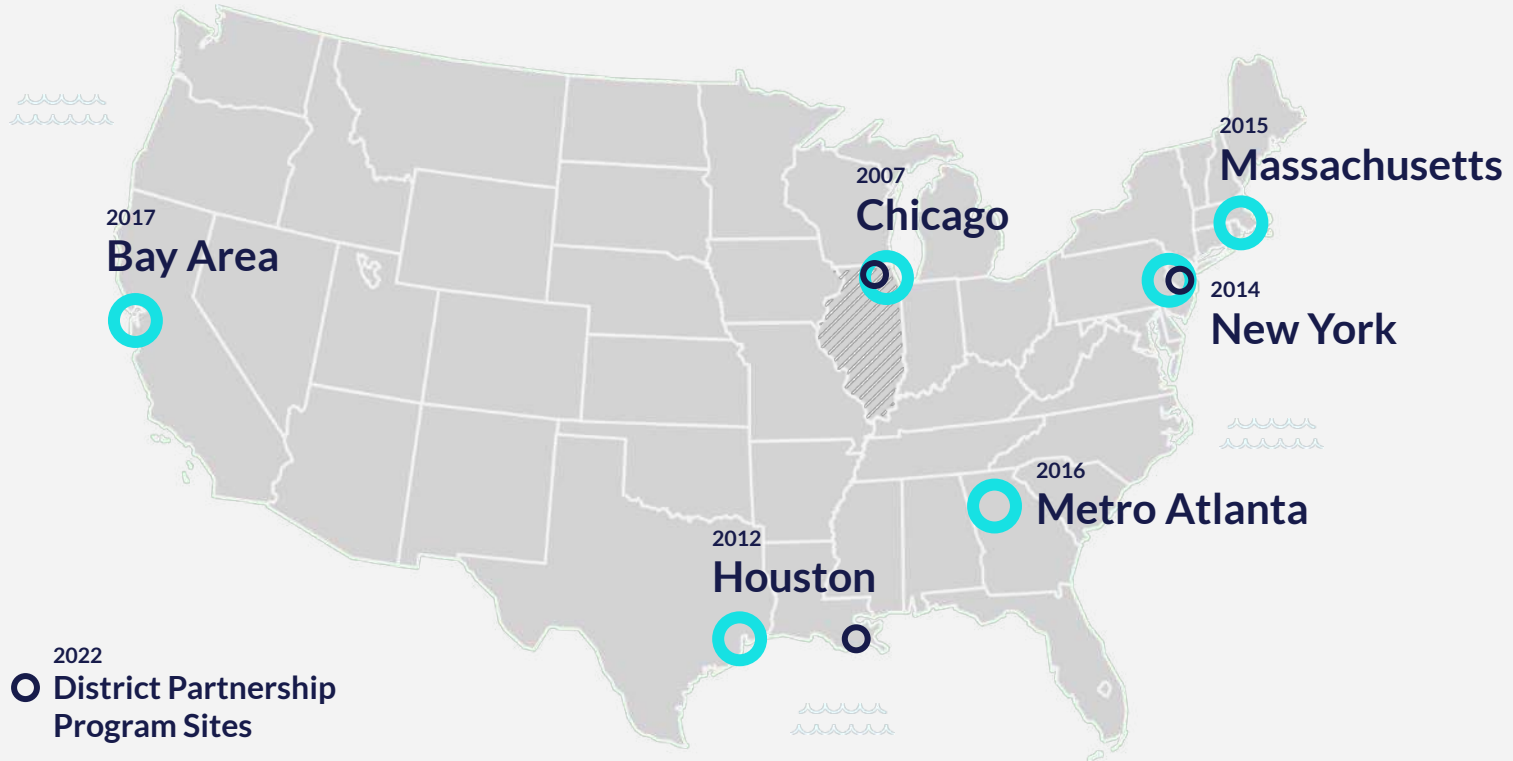 2015
Massachusetts
2007
Chicago
2017
Bay Area
2014
New York
2016
Metro Atlanta
2012
Houston
2022
District Partnership
Program Sites